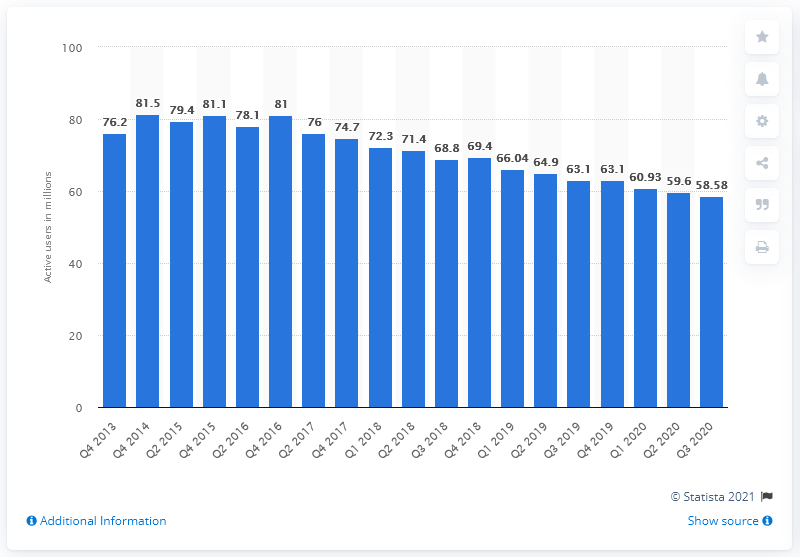 100
80
60
40
20
0
Active users in millions
76.2
81.5
79.4
81.1
78.1
81
76
74.7
72.3
71.4
68.8
69.4
66.04
64.9
63.1
63.1
60.93
59.6
58.58
Q4 2013
Q4 2014
Q2 2015
Q4 2015
Q2 2016
Q4 2016
Q2 2017
Q4 2017
Q1 2018
Q2 2018
Q3 2018
Q4 2018
Q1 2019
Q2 2019
Q3 2019
Q4 2019
Q1 2020
Q2 2020
Q3 2020
© Statista 2021
Additional Information
Show source